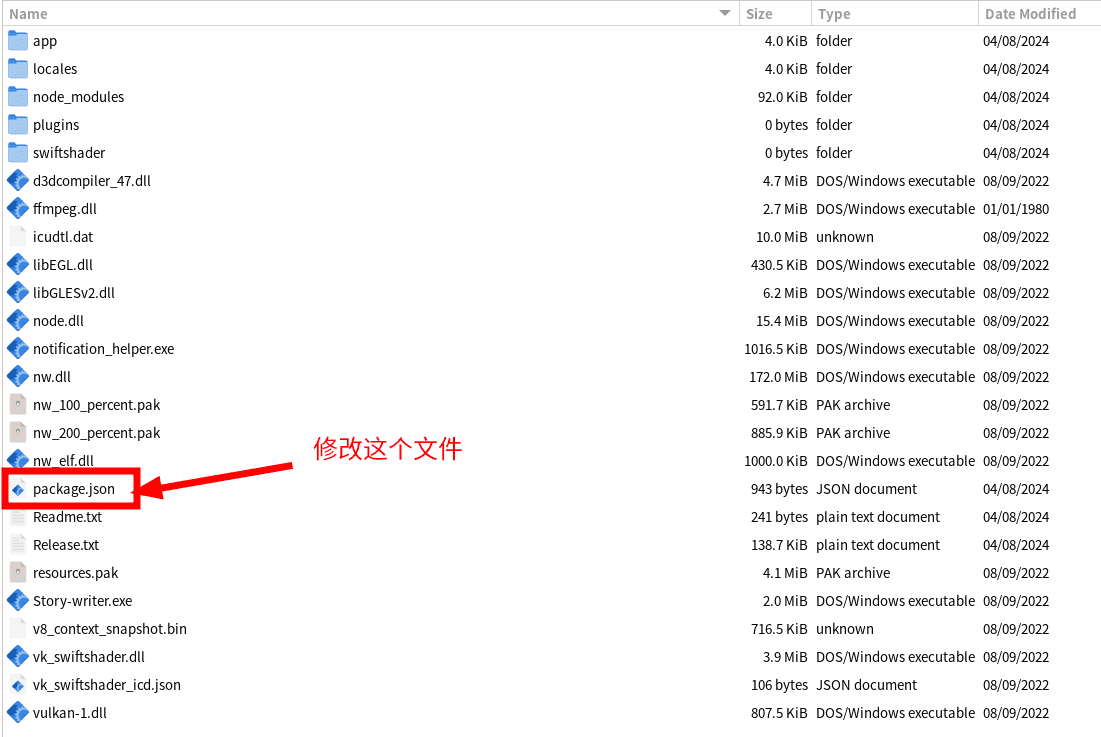 Name Size Type Date Modified
app 4.0 KiB folder 04/08/2024
locales 4.0 KiB folder 04/08/2024
node_modules 92.0 KiB folder 04/08/2024
plugins 0 bytes folder 04/08/2024
swiftshader 0 bytes folder 04/08/2024
d3dcompiler_47.dll 4.7 MiB DOS/Windows executable 08/09/2022
ffmpeg.dll 2.7 MiB DOS/Windows executable 01/01/1980
icudtl.dat 10.0 MiB unknown 08/09/2022
libEGL.dll 430.5 KiB DOS/Windows executable 08/09/2022
libGLESv2.dll 6.2 MiB DOS/Windows executable 08/09/2022
node.dll 15.4 MiB DOS/Windows executable 08/09/2022
notification_helper.exe 1016.5 KiB DOS/Windows executable 08/09/2022
nw.dll 172.0 MiB DOS/Windows executable 08/09/2022
nw_100_percent.pak 591.7 KiB PAK archive 08/09/2022
nw_200_percent.pak 885.9 KiB PAK archive 08/09/2022
修改这个文件
nw_elf.dll 1000.0 KiB DOS/Windows executable 08/09/2022
package.json 943 bytes JSON document 04/08/2024
Readme.txt 241 bytes plain text document 04/08/2024
Release.txt 138.7 KiB plain text document 04/08/2024
resources.pak 4.1 MiB PAK archive 08/09/2022
Story-writer.exe 2.0 MiB DOS/Windows executable 08/09/2022
v8_context_snapshot.bin 716.5 KiB unknown 08/09/2022
vk_swiftshader.dll 3.9 MiB DOS/Windows executable 08/09/2022
vk_swiftshader_icd.json 106 bytes JSON document 08/09/2022
vulkan-1.dll 807.5 KiB DOS/Windows executable 08/09/2022